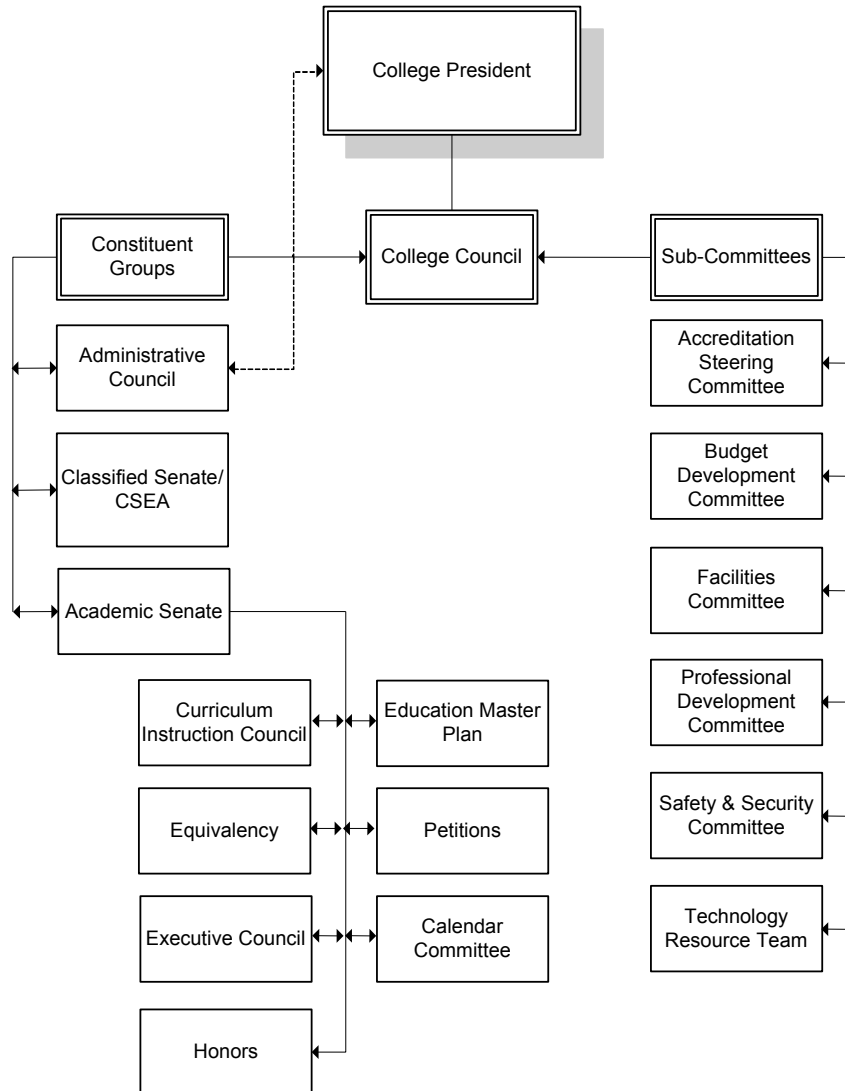 College President
Constituent
Groups
College Council
Sub-Committees
Administrative
Council
Accreditation
Steering
Committee
Classified Senate/
CSEA
Budget
Development
Committee
Academic Senate
Facilities
Committee
Curriculum
Instruction Council
Education Master
Plan
Professional
Development
Committee
Equivalency
Petitions
Safety & Security
Committee
Executive Council
Calendar
Committee
Technology
Resource Team
Honors